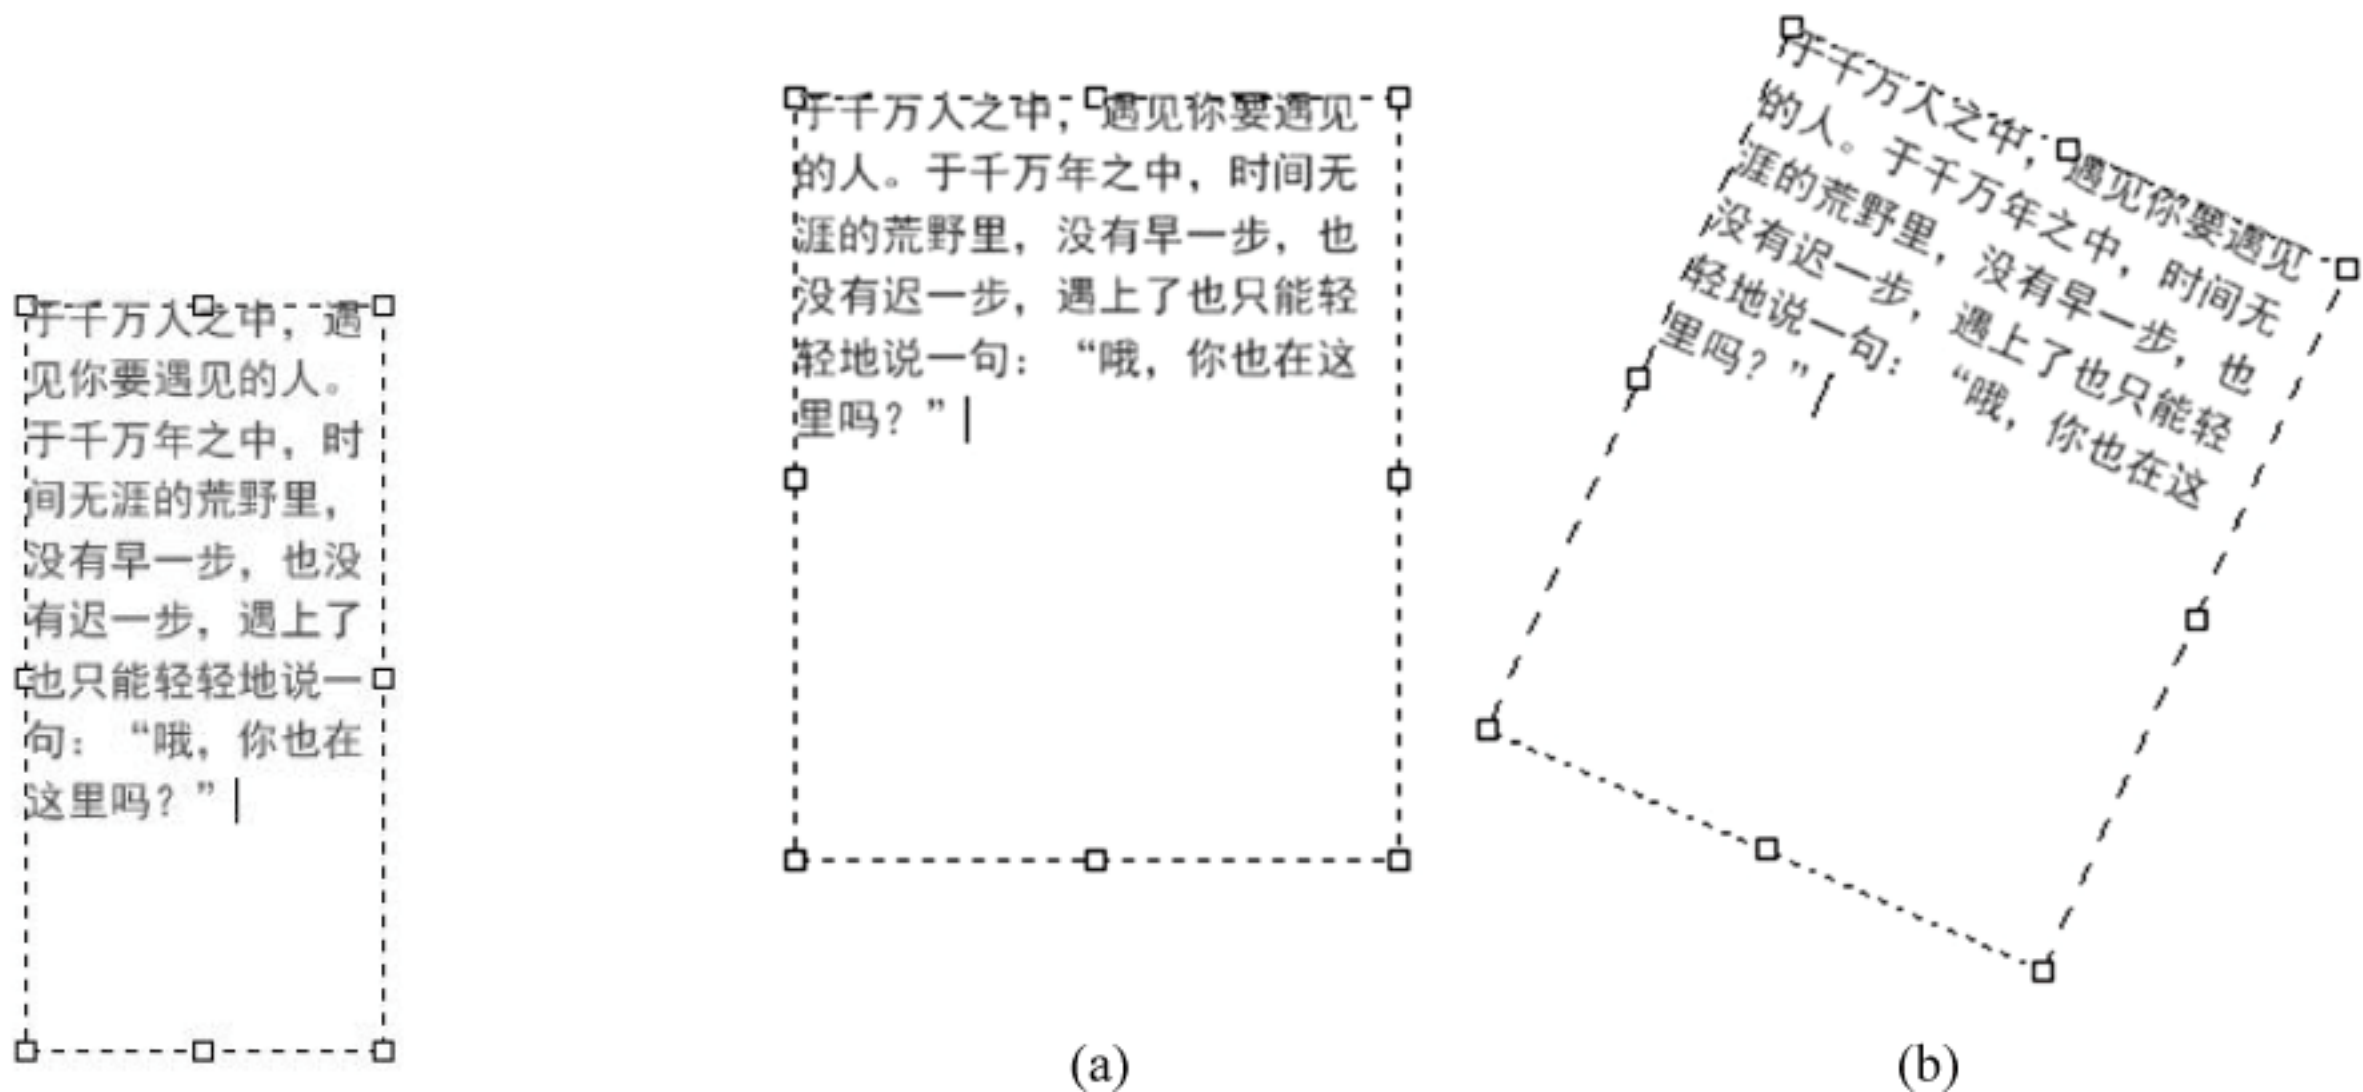 于千万人之中，遇
见你要遇见的人。
于千万年之中，时
间无涯的荒野里，
没有早一步，也没
有迟一步，遇上了
也只能轻轻地说一
句：“哦，你也在
这里吗？”
于千万人之中，遇见你要遇见
的人。于千万年之中，时间无
涯的荒野里，没有早一步，也
没有迟一步，遇上了也只能轻
轻地说一句：“哦，你也在这
里吗？”
(a)
于千万人之中，遇见你要遇见
的人。于千万年之中，时间无
涯的荒野里，没有早一步，也
没有迟一步，遇上了也只能轻
轻地说一句：“哦，你也在这
里吗？”
(b)